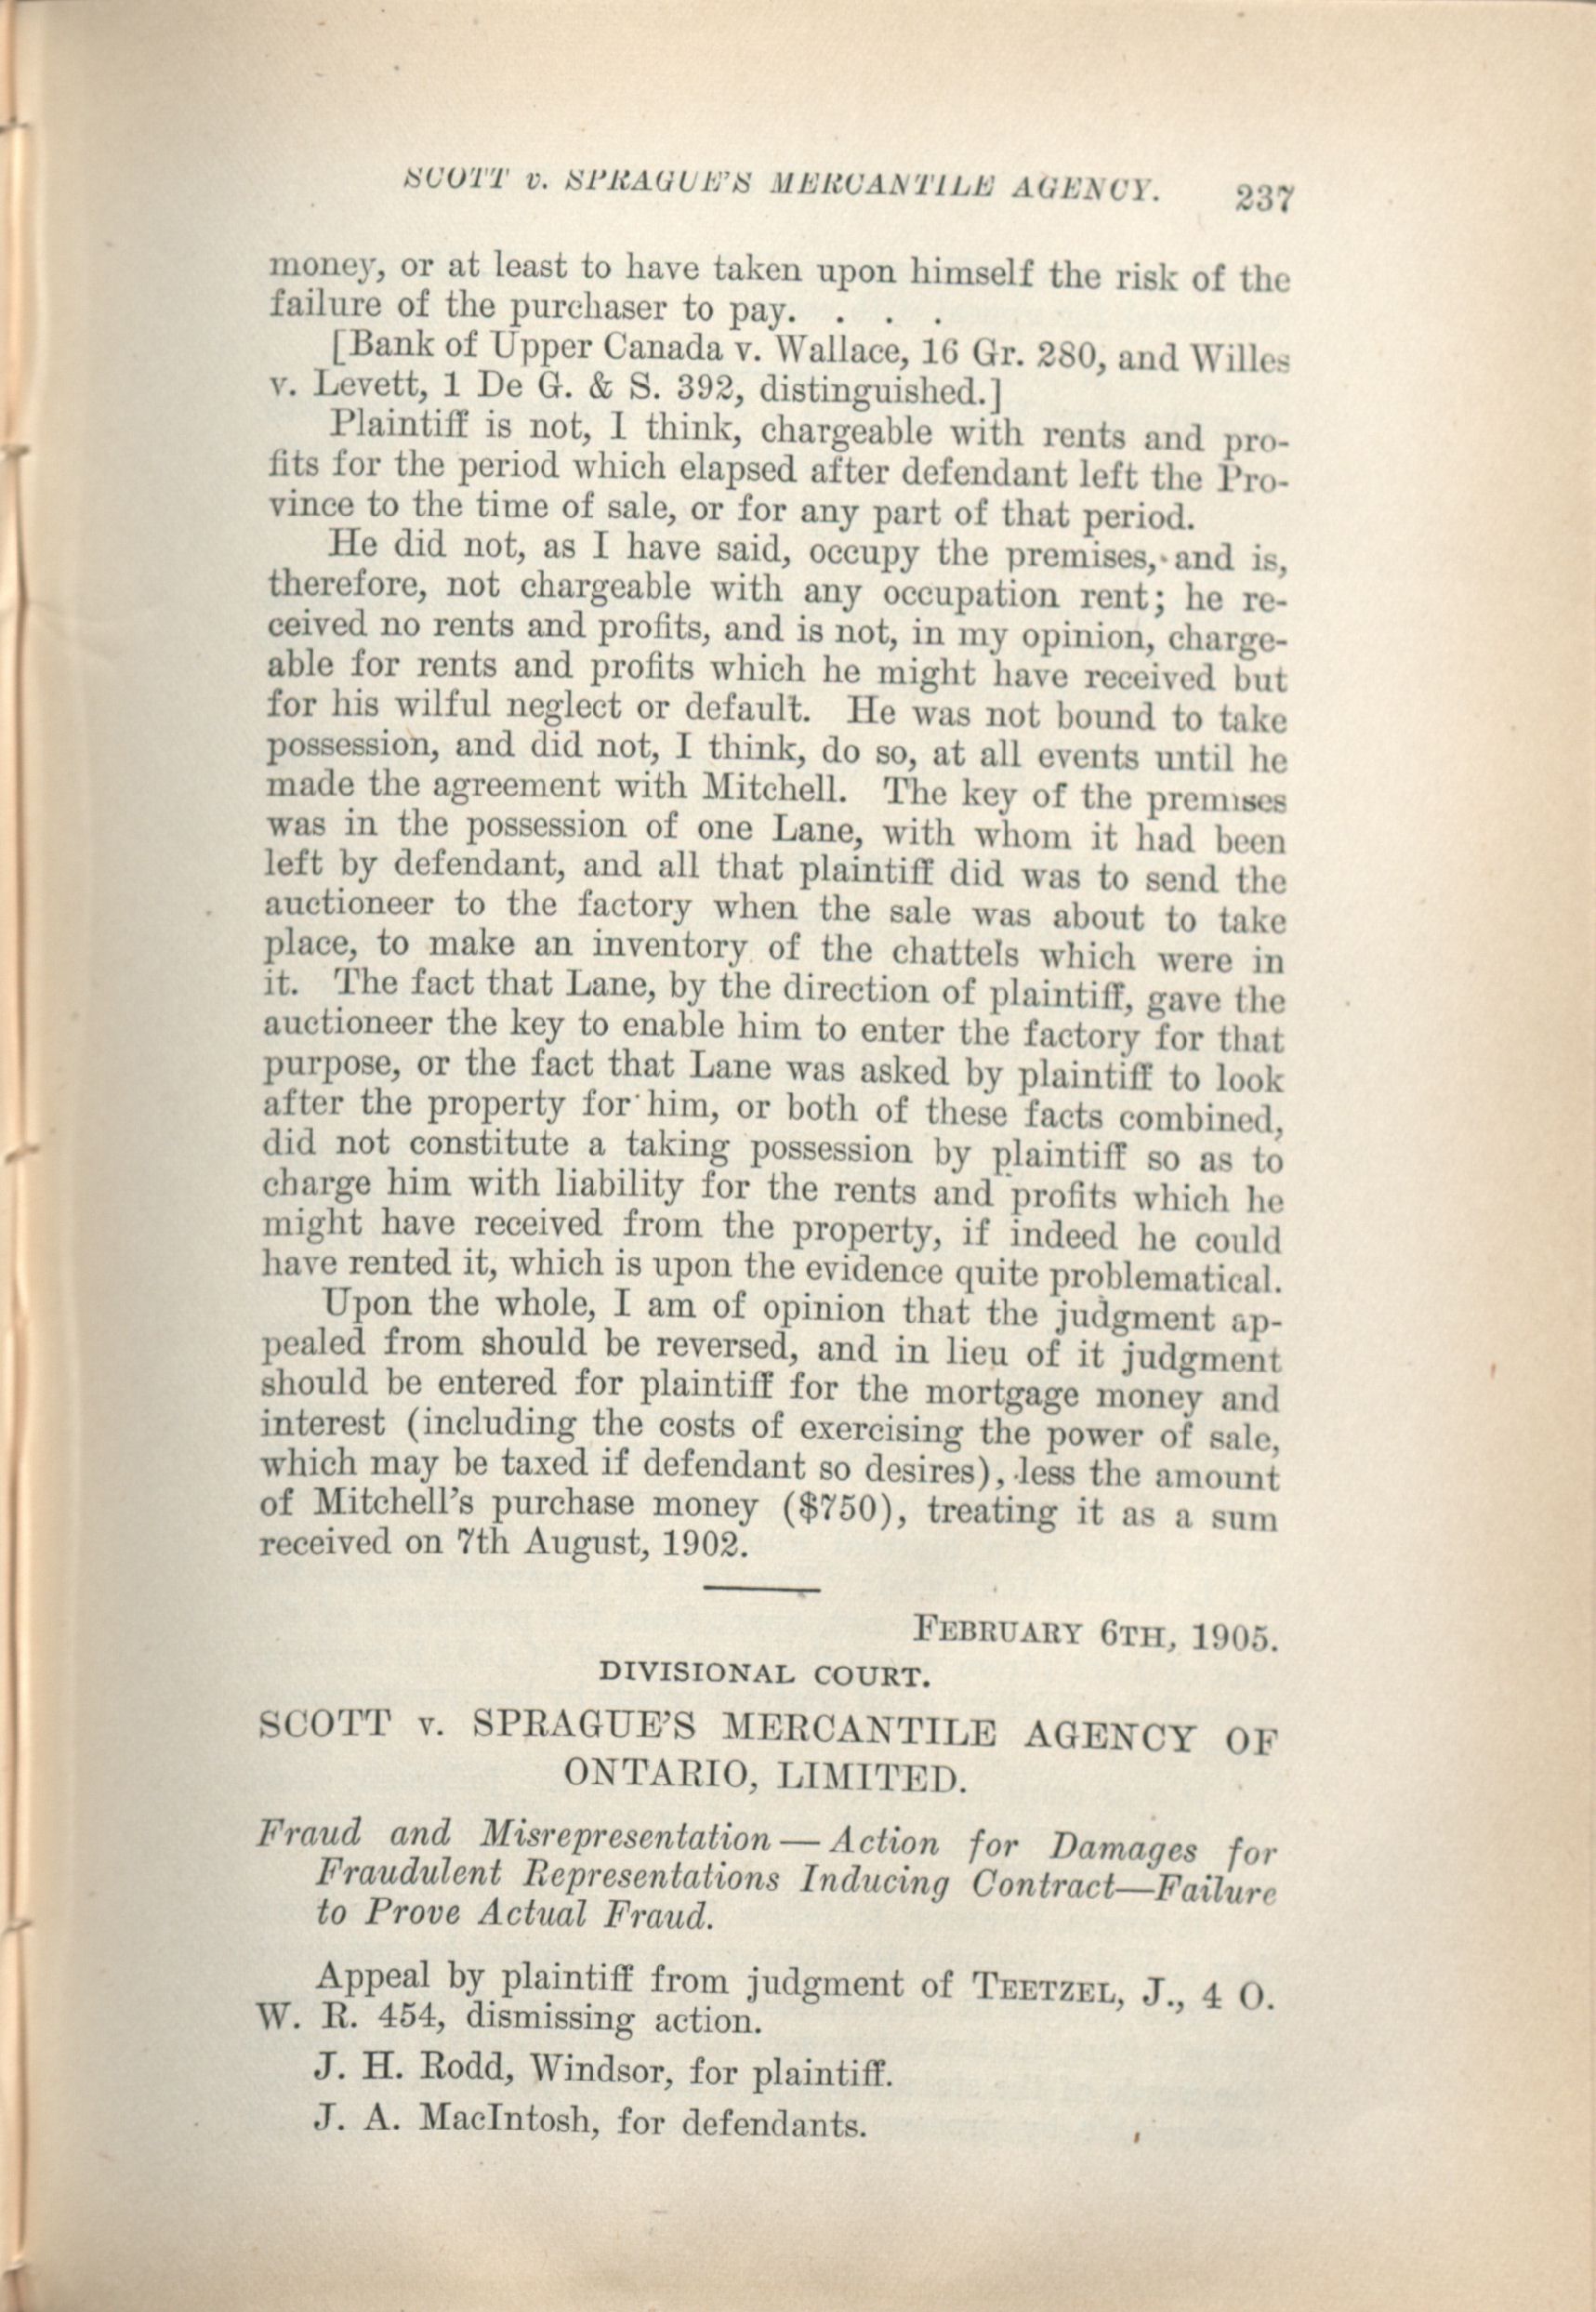 SCOTT v. SPRAGUE'S MERCANTILE AGENCY. 237
money, or at least to have taken upon himself the risk of the
failure of the purchaser to pay. . . .
[Bank of Upper Canada v. Wallace, 16 Gr. 280, and Willes
v. Levett, 1 De G. & S. 392, distinguished.]
Plaintiff is not, I think, chargeable with rents and pro-
fits for the period which elapsed after defendant left the Pro-
vince to the time of sale, or for any part of that period.
He did not, as I have said, occupy the premises, and is,
therefore, not chargeable with any occupation rent; he re-
ceived no rents and profits, and is not, in my opinion, charge-
able for rents and profits which he might have received but
for his wilful neglect or default. He was not bound to take
possession, and did not, I think, do so, at all events until he
made the agreement with Mitchell. The key of the premises
was in the possession of one Lane, with whom it had been
left by defendant, and all that plaintiff did was to send the
auctioneer to the factory when the sale was about to take
place, to make an inventory of the chattels which were in
it. The fact that Lane, by the direction of plaintiff, gave the
auctioneer the key to enable him to enter the factory for that
purpose, or the fact that Lane was asked by plaintiff to look
after the property for him, or both of these facts combined,
did not constitute a taking possession by plaintiff so as to
charge him with liability for the rents and profits which he
might have received from the property, if indeed he could
have rented it, which is upon the evidence quite problematical.
Upon the whole, I am of opinion that the judgment ap-
pealed from should be reversed, and in lieu of it judgment
should be entered for plaintiff for the mortgage money and
interest (including the costs of exercising the power of sale,
which may be taxed if defendant so desires), less the amount
of Mitchell's purchase money ($750), treating it as a sum
received on 7th August, 1902.
FEBRUARY 6TH, 1905.
DIVISIONAL COURT.
SCOTT v. SPRAGUE'S MERCANTILE AGENCY OF
ONTARIO, LIMITED.
Fraud and Misrepresentation — Action for Damages for
Fraudulent Representations Inducing Contract—Failure
to Prove Actual Fraud.
Appeal by plaintiff from judgment of TEETZEL, J., 4 O.
W. R. 454, dismissing action.
J. H. Rodd, Windsor, for plaintiff.
J. A. MacIntosh, for defendants.